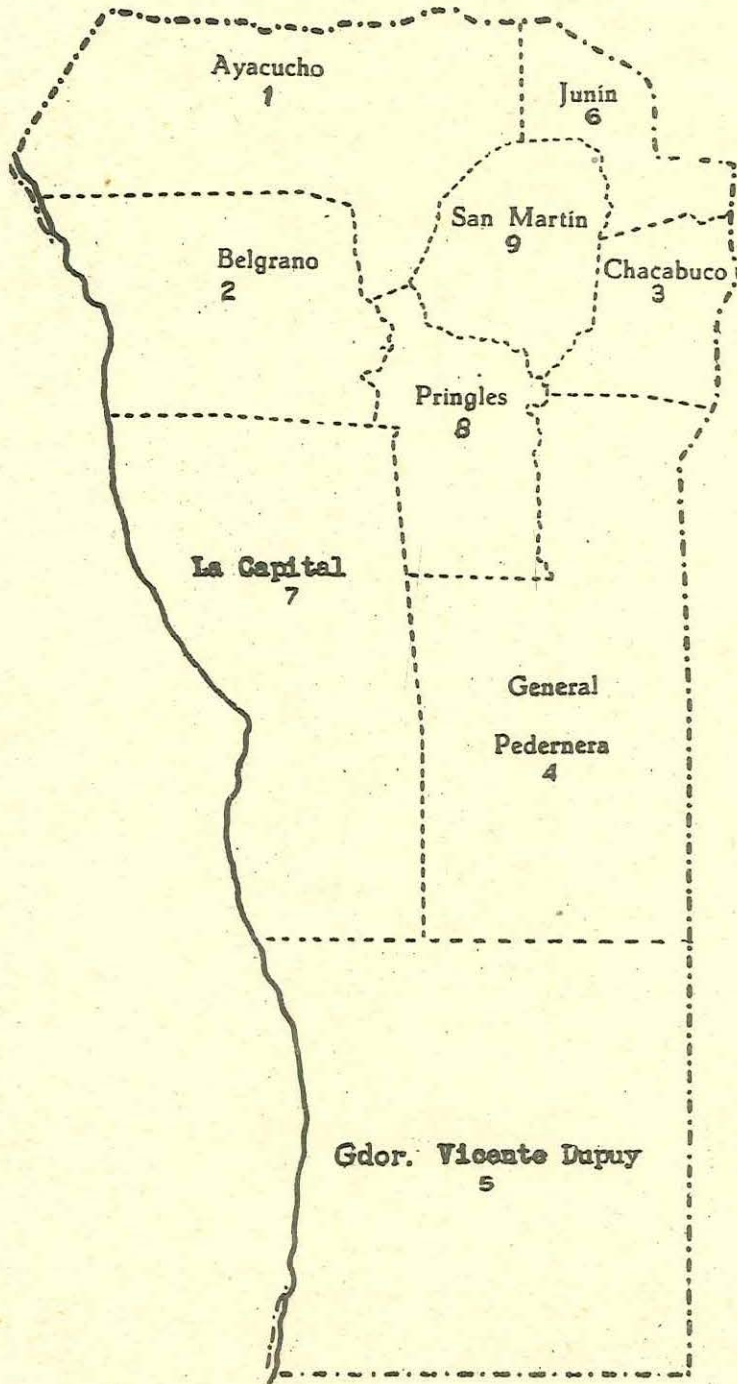 Ayacucho
1
Junín
6
San Martín
9
Belgrano
2
Chacabuco
3
Pringles
8
La Capital
7
General
Pedernera
4
Gdor. Vicente Dupuy
5